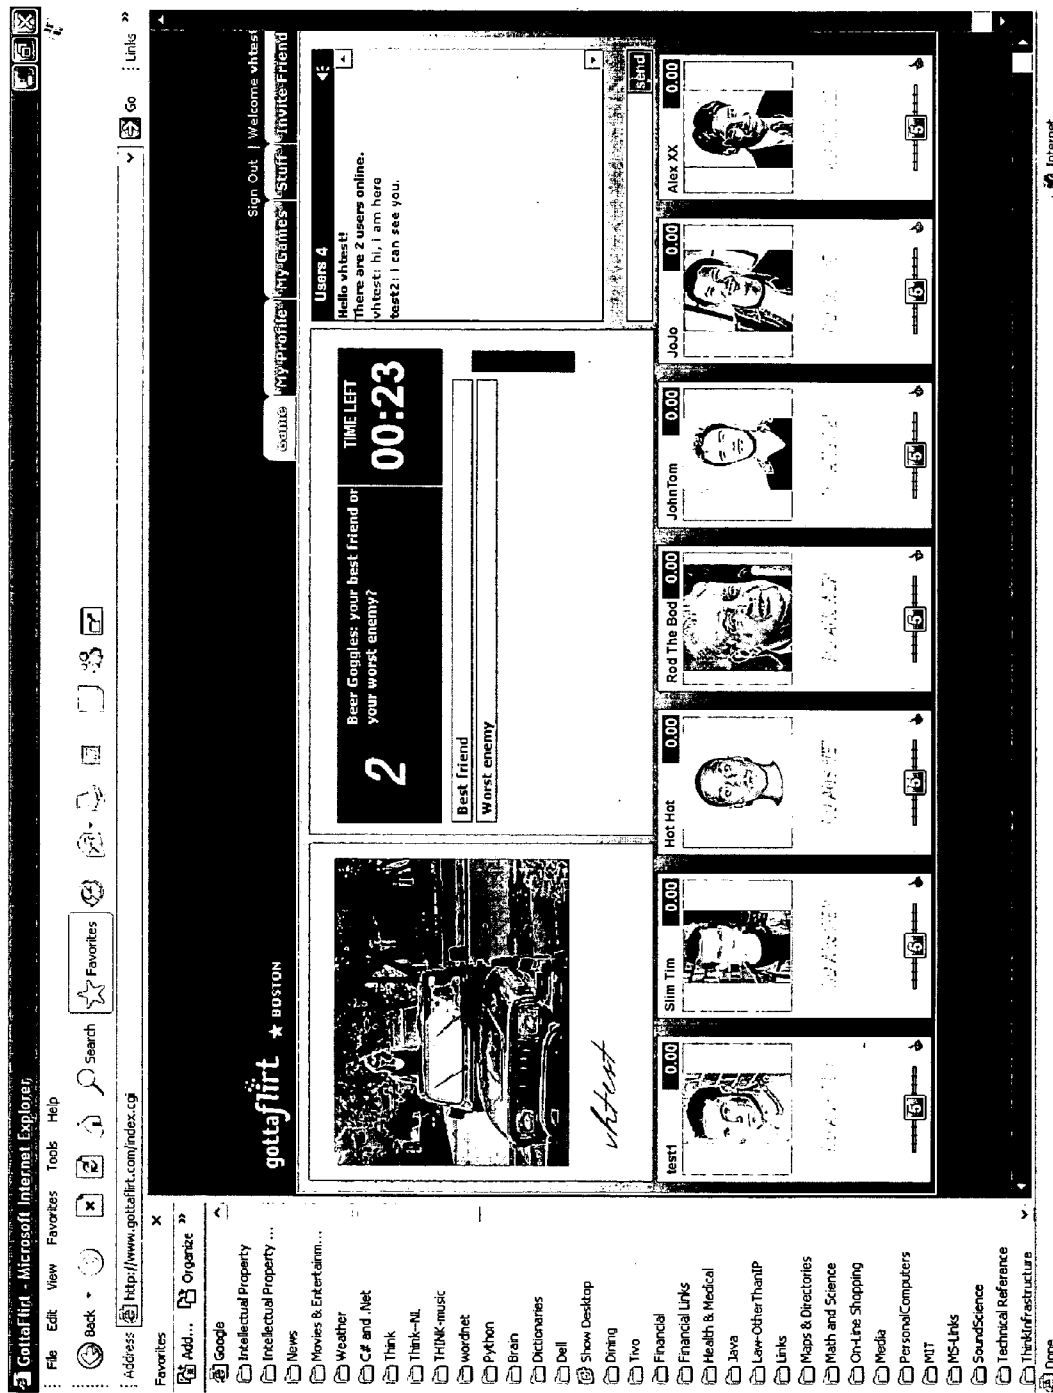 GottaFlirt - Microsoft Internet Explorer
File Edit View Favorites Tools Help
Back Search Favorites
Address http://www.gottaflirt.com/index.cgi Go Links »
Favorites x
Add... Organize »
Google
Intellectual Property
Intellectual Property ...
News
Movies & Entertainm...
Weather
C# and .Net
Think
Think--NL
THINK-music
wordnet
Python
Brain
Dictionaries
Dell
Show Desktop
Dining
Tivo
Financial
Financial Links
Health & Medical
Java
Law-OtherThanIP
Links
Maps & Directories
Math and Science
On-Line Shopping
Media
PersonalComputers
MIT
MS-Links
SoundScience
Technical Reference
ThinkInfrastructure
gottaflirt ★ BOSTON
Sign Out | Welcome vhtest
Game My Profile My Games Stuff Invite Friend
vhtest
2 Beer Goggles: your best friend or
your worst enemy?
TIME LEFT
00:23
Best friend
Worst enemy
Users 4
Hello vhtest!
There are 2 users online.
vhtest: hi, i am here
test2: i can see you.
send
test1 0.00
Slim Tim 0.00
Hot Hot 0.00
Rod The Bod 0.00
JohnTom 0.00
JoJo 0.00
Alex XX 0.00
5 5 5 5 5 5 5
Done Internet